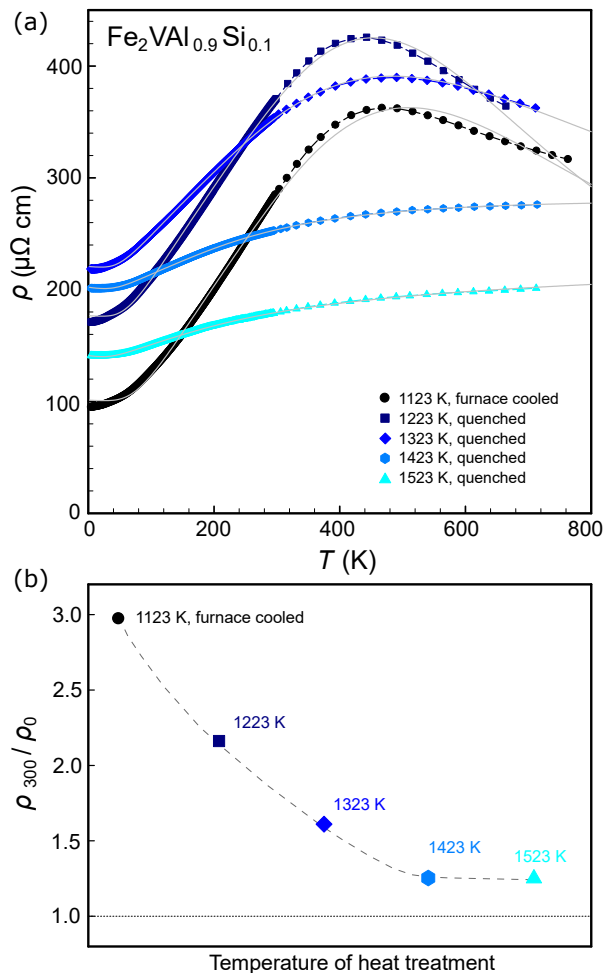 (a)
Fe₂VAl₀.₉Si₀.₁
400
300
200
100
0
ρ (μΩ cm)
1123 K, furnace cooled
1223 K, quenched
1323 K, quenched
1423 K, quenched
1523 K, quenched
0 200 400 600 800
T (K)
(b)
3.0
2.5
2.0
1.5
1.0
ρ ₃₀₀ / ρ₀
1123 K, furnace cooled
1223 K
1323 K
1423 K
1523 K
Temperature of heat treatment